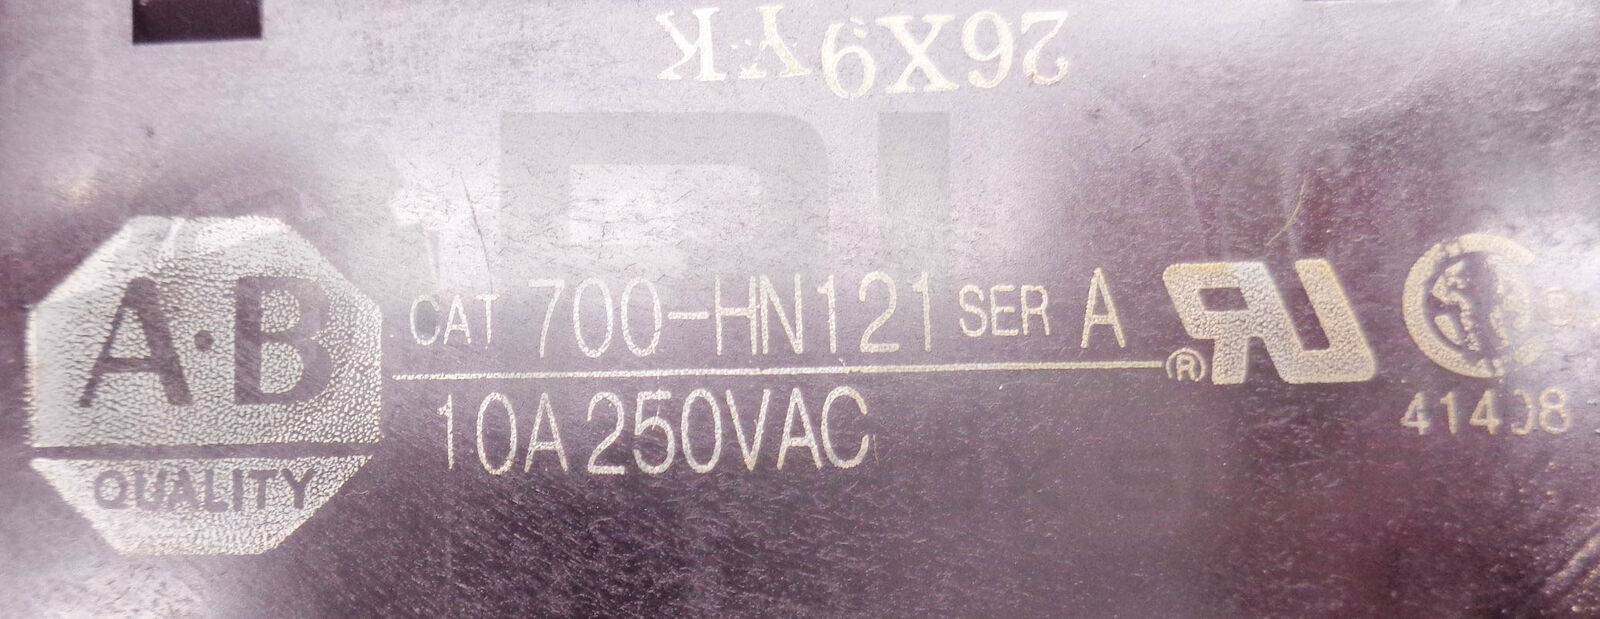 26X9YK
A·B
QUALITY
CAT 700-HN121 SER A
10A 250VAC
®
41408